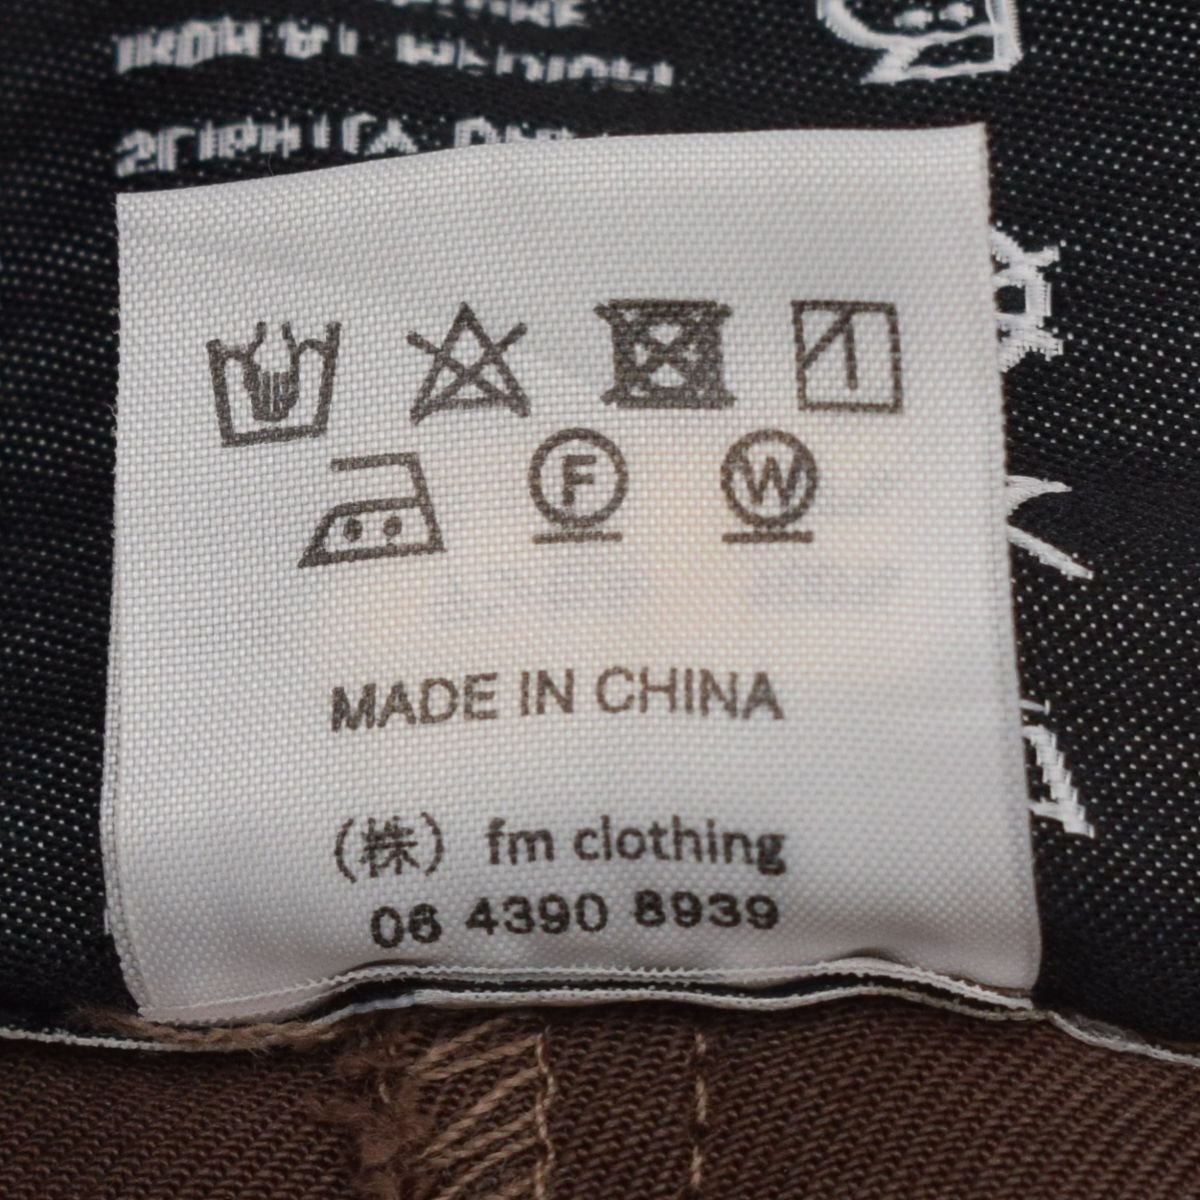 F W
MADE IN CHINA
（株） fm clothing
06 4390 8939